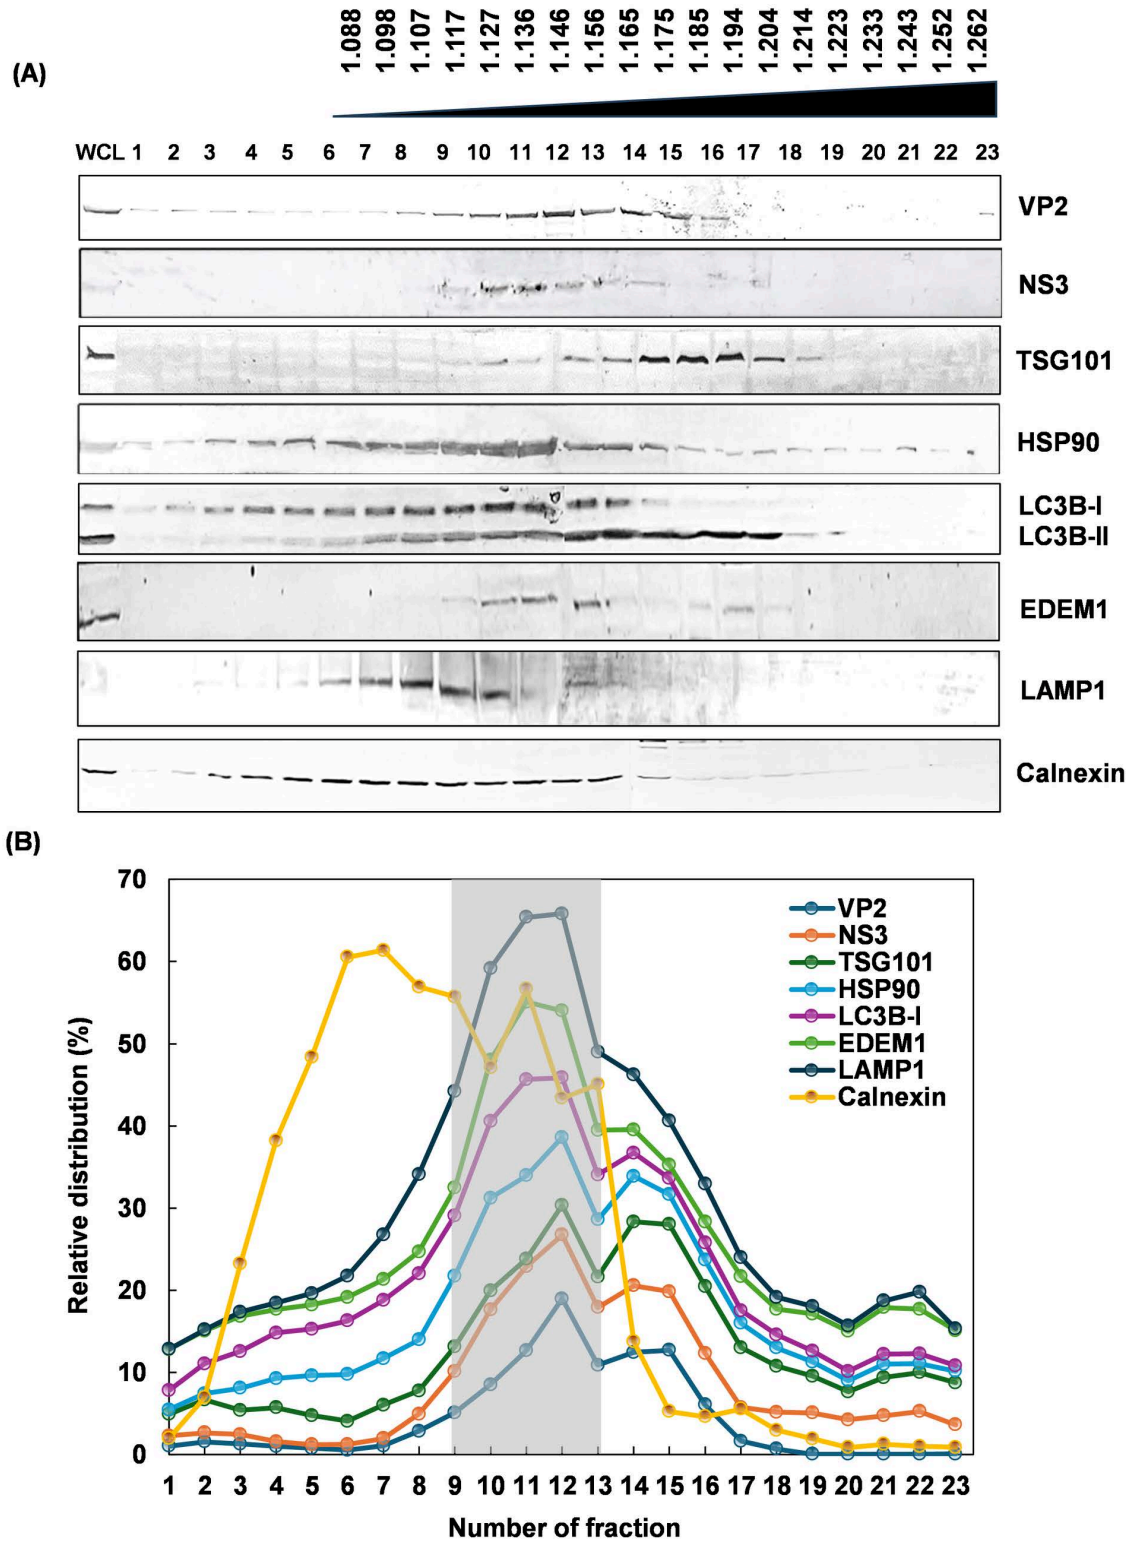 1.088 1.098 1.107 1.117 1.127 1.136 1.146 1.156 1.165 1.175 1.185 1.194 1.204 1.214 1.223 1.233 1.243 1.252 1.262
(A)
WCL 1 2 3 4 5 6 7 8 9 10 11 12 13 14 15 16 17 18 19 20 21 22 23
VP2
NS3
TSG101
HSP90
LC3B-I
LC3B-II
EDEM1
LAMP1
Calnexin
(B)
Relative distribution (%)
70
60
50
40
30
20
10
0
VP2
NS3
TSG101
HSP90
LC3B-I
EDEM1
LAMP1
Calnexin
1 2 3 4 5 6 7 8 9 10 11 12 13 14 15 16 17 18 19 20 21 22 23
Number of fraction